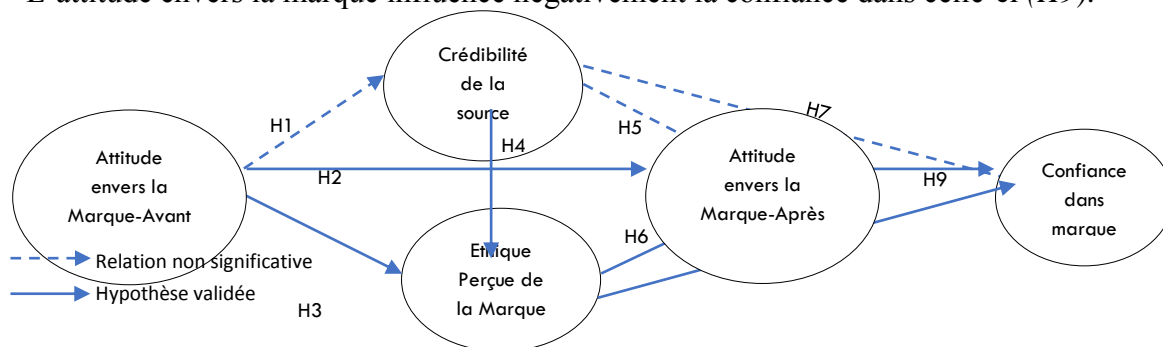 L'attitude envers la marque influence négativement la confiance dans celle-ci (H9).
Crédibilité
de la
source
H1
H5
H7
H4
Attitude
envers la
Marque-Avant
H2
Attitude
envers la
Marque-Après
H9
Confiance
dans
marque
H6
Relation non significative
Hypothèse validée
H3
Ethique
Perçue de
la Marque